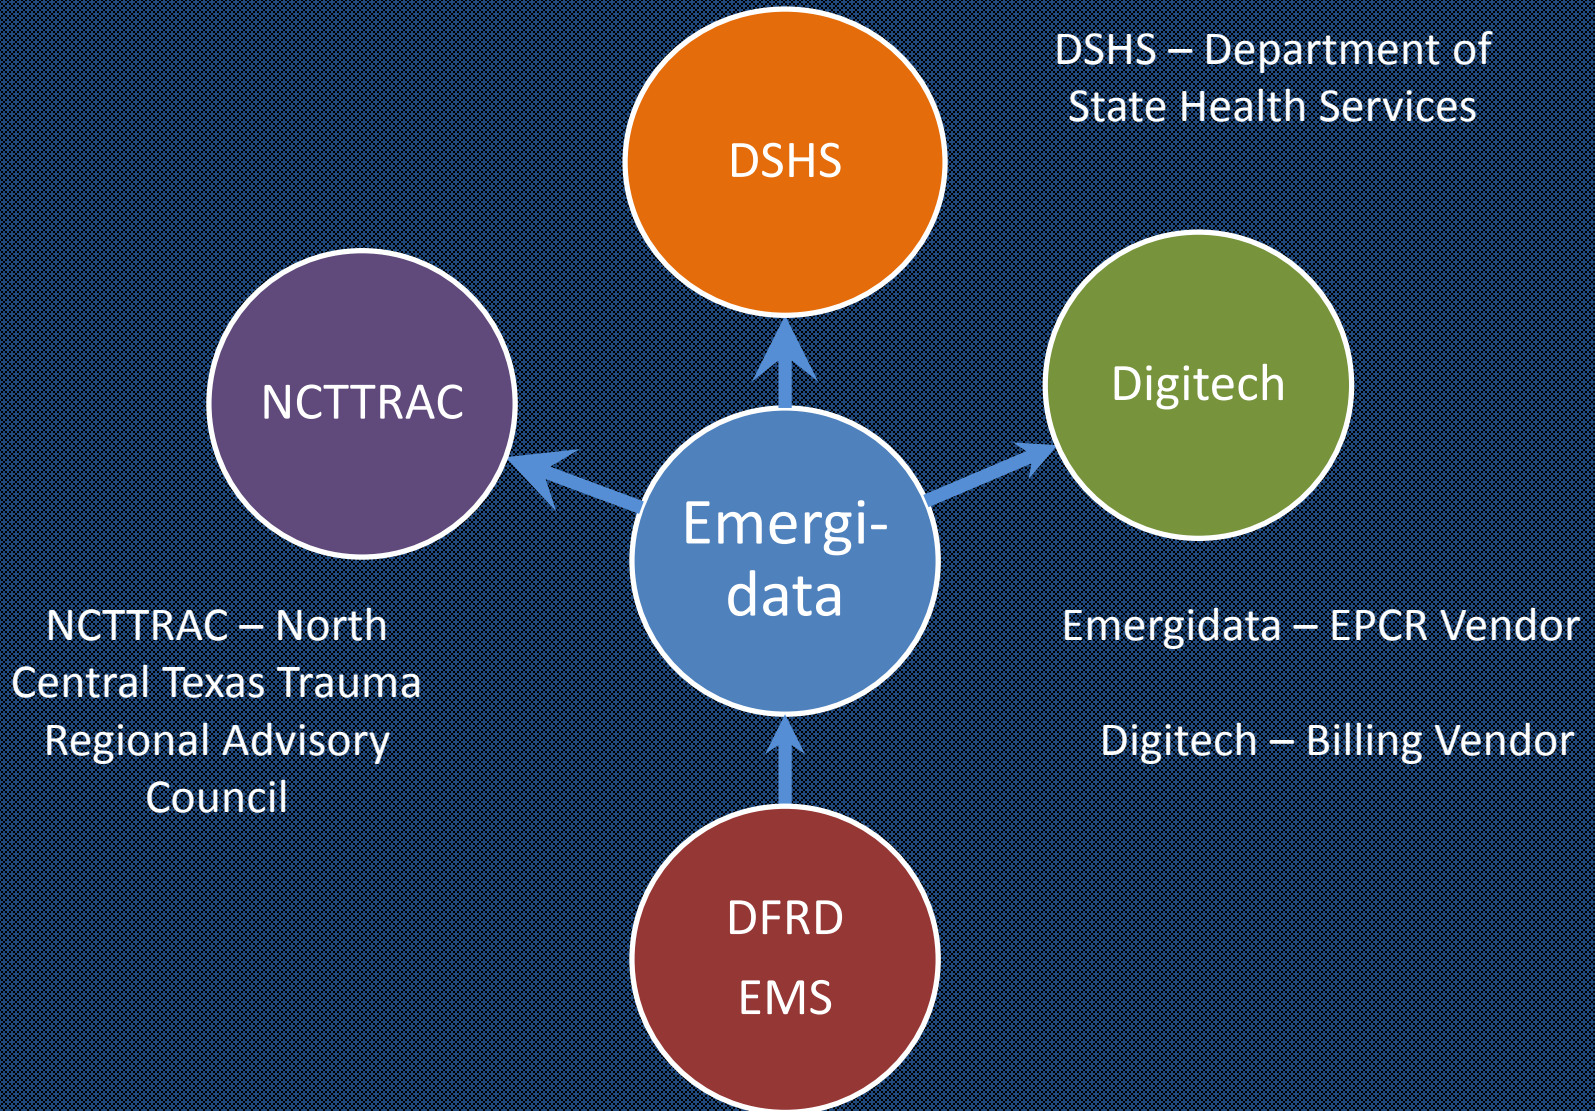 DSHS
DSHS – Department of
State Health Services
NCTTRAC
Digitech
Emergi-
data
NCTTRAC – North
Central Texas Trauma
Regional Advisory
Council
Emergidata – EPCR Vendor
Digitech – Billing Vendor
DFRD
EMS